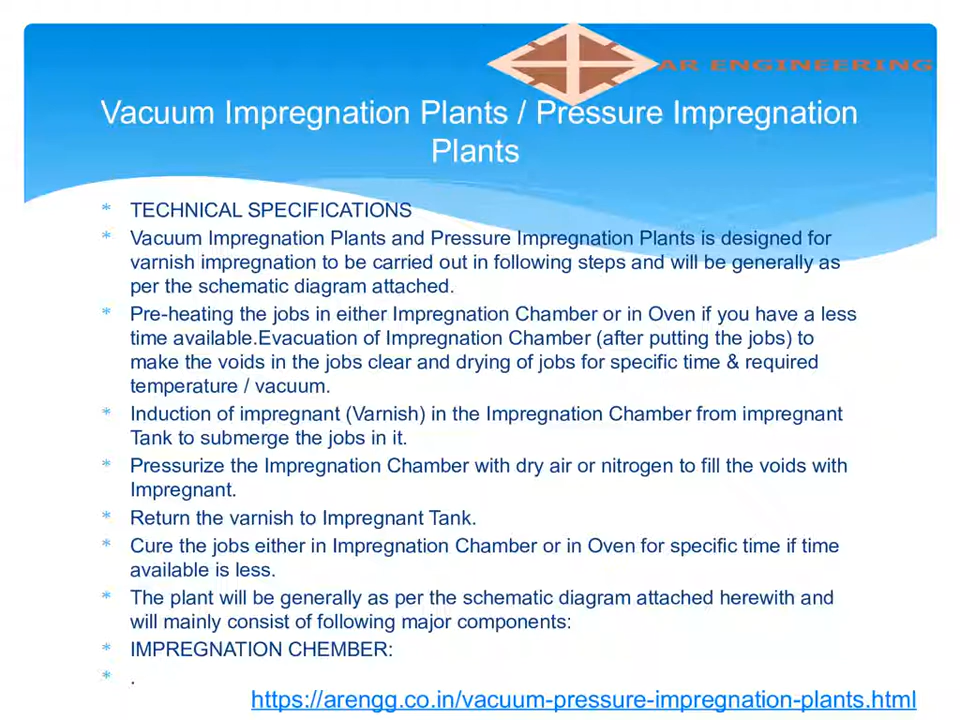 AR ENGINEERING
Vacuum Impregnation Plants / Pressure Impregnation
Plants
* TECHNICAL SPECIFICATIONS
* Vacuum Impregnation Plants and Pressure Impregnation Plants is designed for
varnish impregnation to be carried out in following steps and will be generally as
per the schematic diagram attached.
* Pre-heating the jobs in either Impregnation Chamber or in Oven if you have a less
time available.Evacuation of Impregnation Chamber (after putting the jobs) to
make the voids in the jobs clear and drying of jobs for specific time & required
temperature / vacuum.
* Induction of impregnant (Varnish) in the Impregnation Chamber from impregnant
Tank to submerge the jobs in it.
* Pressurize the Impregnation Chamber with dry air or nitrogen to fill the voids with
Impregnant.
* Return the varnish to Impregnant Tank.
* Cure the jobs either in Impregnation Chamber or in Oven for specific time if time
available is less.
* The plant will be generally as per the schematic diagram attached herewith and
will mainly consist of following major components:
* IMPREGNATION CHEMBER:
* .
https://arengg.co.in/vacuum-pressure-impregnation-plants.html